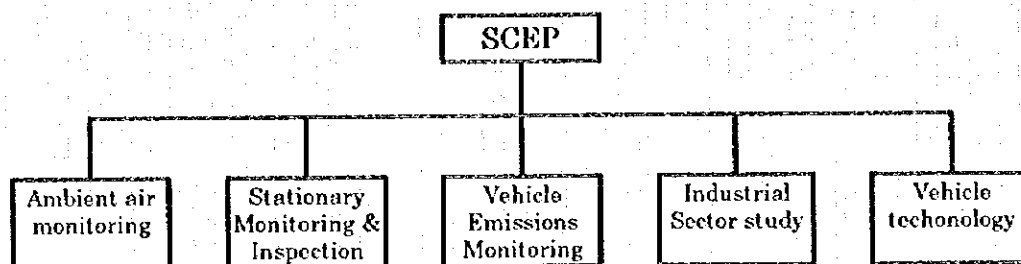 SCEP
Ambient air
monitoring
Stationary
Monitoring &
Inspection
Vehicle
Emissions
Monitoring
Industrial
Sector study
Vehicle
techonology